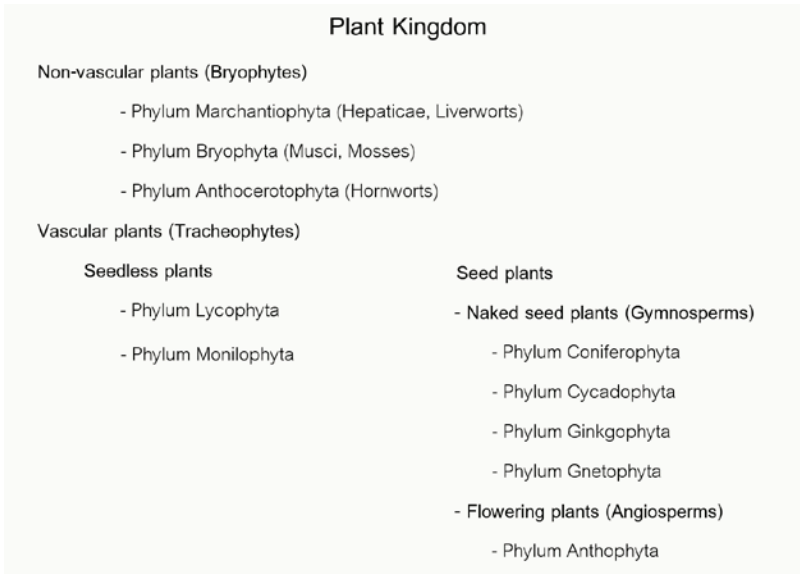 Plant Kingdom
Non-vascular plants (Bryophytes)
- Phylum Marchantiophyta (Hepaticae, Liverworts)
- Phylum Bryophyta (Musci, Mosses)
- Phylum Anthocerotophyta (Hornworts)
Vascular plants (Tracheophytes)
Seedless plants
- Phylum Lycophyta
- Phylum Monilophyta
Seed plants
- Naked seed plants (Gymnosperms)
- Phylum Coniferophyta
- Phylum Cycadophyta
- Phylum Ginkgophyta
- Phylum Gnetophyta
- Flowering plants (Angiosperms)
- Phylum Anthophyta